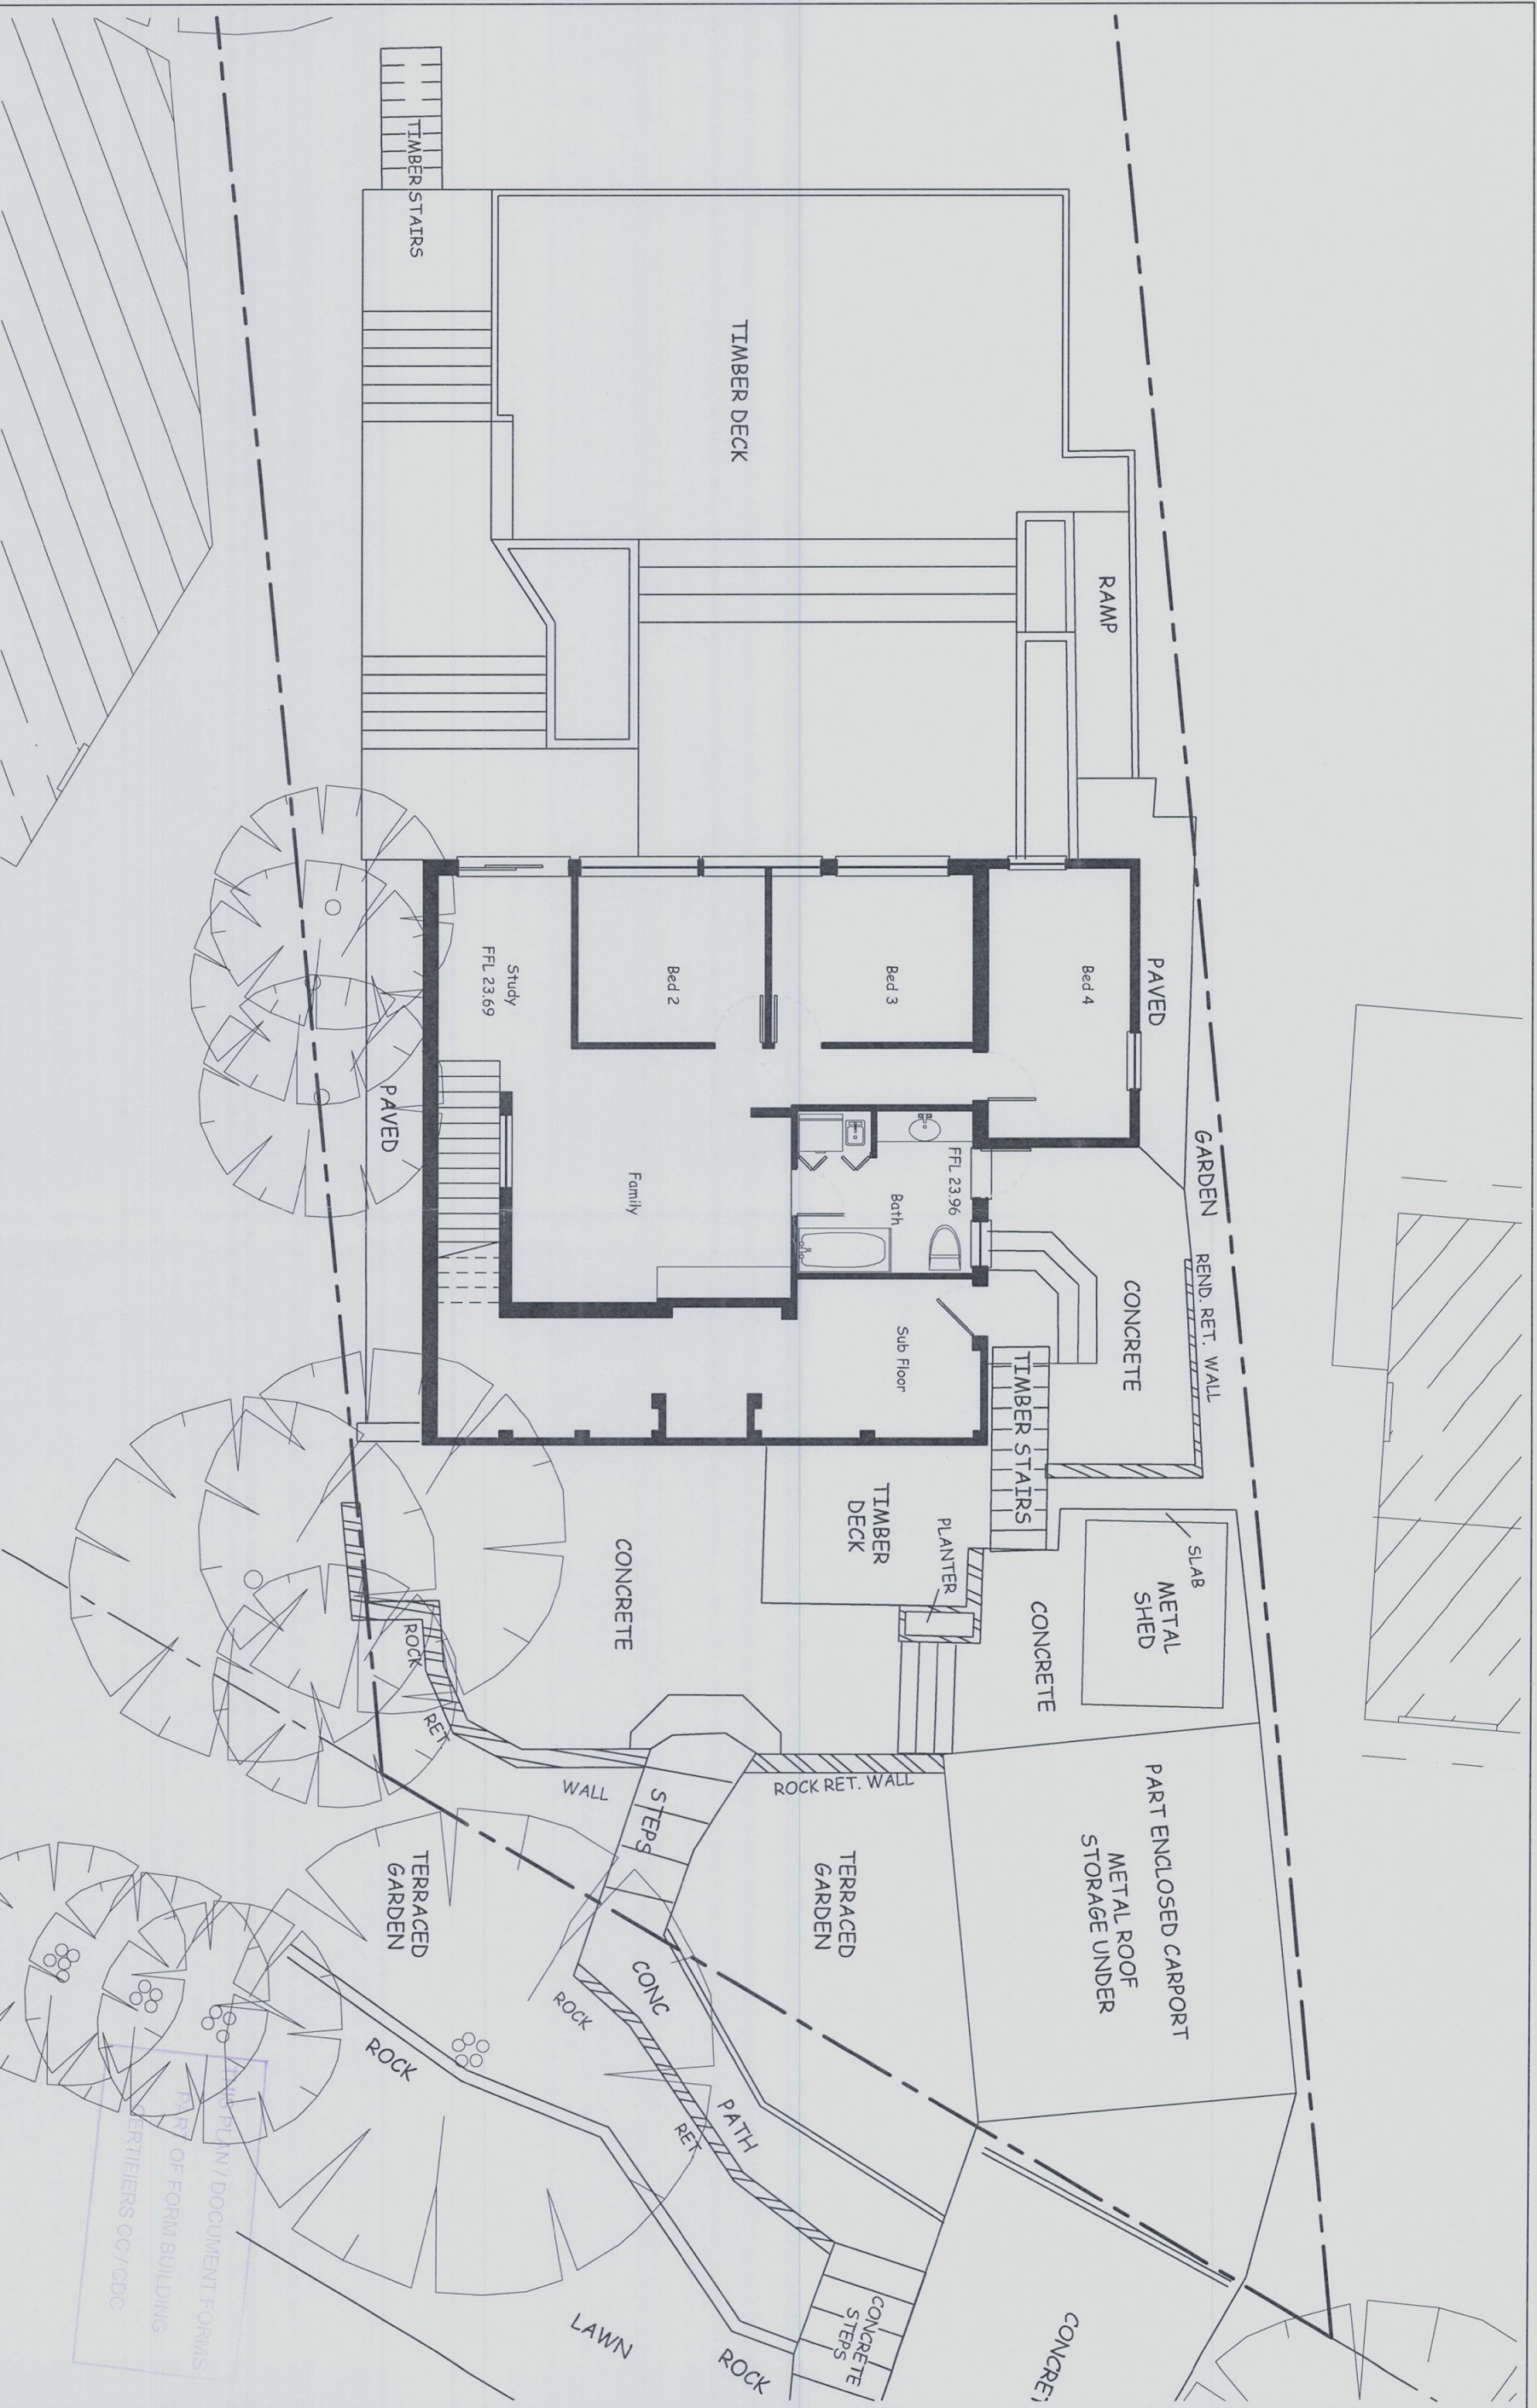 TIMBER STAIRS
TIMBER DECK
RAMP
Study
FFL 23.69
Bed 2
Bed 3
Bed 4
PAVED
PAVED
GARDEN
REND. RET. WALL
Family
Bath
FFL 23.96
Sub Floor
CONCRETE
TIMBER STAIRS
TIMBER
DECK
PLANTER
CONCRETE
CONCRETE
SLAB
METAL
SHED
ROCK
RET
WALL
ROCK RET. WALL
STEPS
TERRACED
GARDEN
TERRACED
GARDEN
PART ENCLOSED CARPORT
METAL ROOF
STORAGE UNDER
CONC
PATH
ROCK
RET
ROCK
LAWN
ROCK
CONCRETE
STEPS
CONCRE
THIS PLAN / DOCUMENT FORMS
PART OF FORM BUILDING
CERTIFIERS CC / CDC